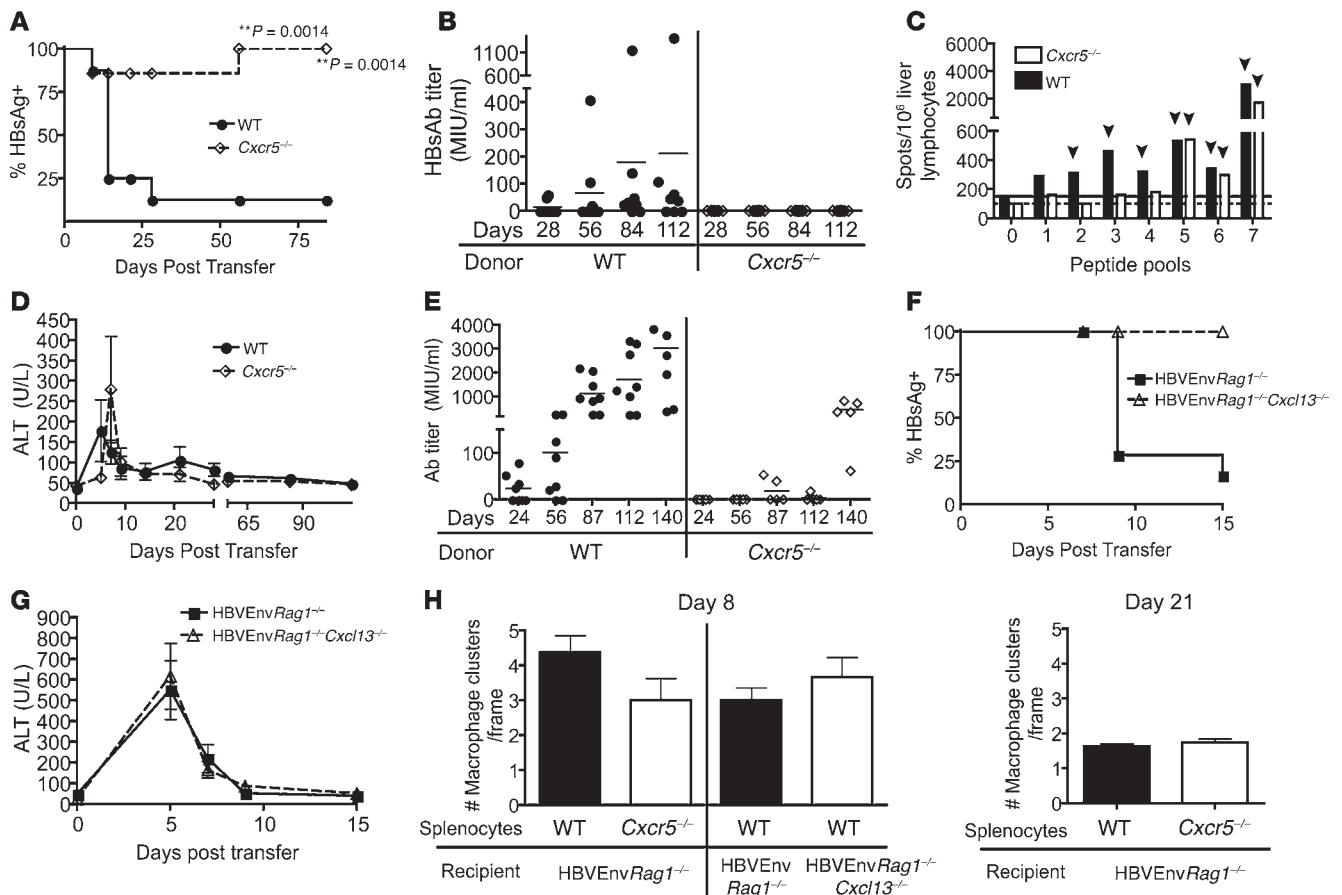 A
**P = 0.0014
**P = 0.0014
100
75
50
25
% HBsAg+
WT
Cxcr5–/–
0 25 50 75
Days Post Transfer
B
HBsAb titer
(MIU/ml)
1100
600
400
300
200
100
0
Days 28 56 84 112 28 56 84 112
Donor WT Cxcr5–/–
C
Spots/10⁶ liver
lymphocytes
6000
4000
2000
600
400
200
100
Cxcr5–/–
WT
0 1 2 3 4 5 6 7
Peptide pools
D
ALT (U/L)
450
400
350
300
250
200
150
100
50
0
WT
Cxcr5–/–
0 10 20 65 90
Days Post Transfer
E
Ab titer (MIU/ml)
4000
3000
2000
1000
100
0
Days 24 56 87 112 140 24 56 87 112 140
Donor WT Cxcr5–/–
F
% HBsAg+
100
75
50
25
0
HBVEnvRag1–/–
HBVEnvRag1–/–Cxcl13–/–
0 5 10 15
Days Post Transfer
G
ALT (U/L)
900
800
700
600
500
400
300
200
100
0
HBVEnvRag1–/–
HBVEnvRag1–/–Cxcl13–/–
0 5 10 15
Days post transfer
H
Day 8
# Macrophage clusters
/frame
5
4
3
2
1
0
Splenocytes WT Cxcr5–/– WT WT
Recipient HBVEnvRag1–/– HBVEnv
Rag1–/–
HBVEnvRag1–/–
Cxcl13–/–
Day 21
# Macrophage clusters
/frame
5
4
3
2
1
0
Splenocytes WT Cxcr5–/–
Recipient HBVEnvRag1–/–